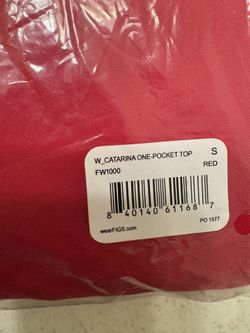 W_CATARINA ONE-POCKET TOP S
FW1000 RED
8 40140 61168 7
wearFIGS.com PO 1577